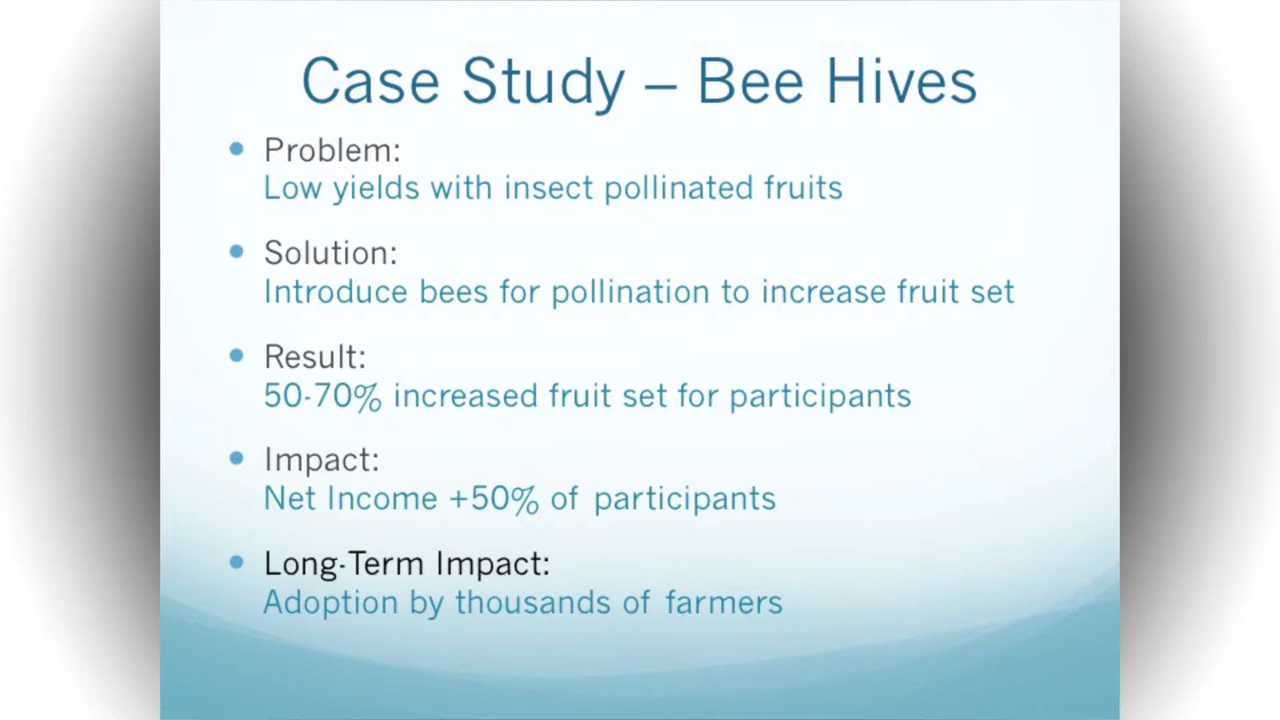 Case Study – Bee Hives
Problem:
Low yields with insect pollinated fruits
Solution:
Introduce bees for pollination to increase fruit set
Result:
50-70% increased fruit set for participants
Impact:
Net Income +50% of participants
Long-Term Impact:
Adoption by thousands of farmers